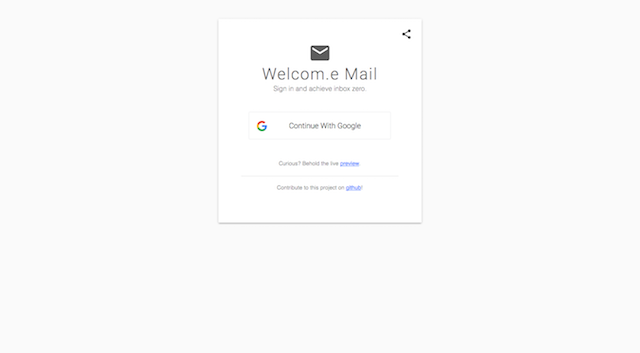 Welcom.e Mail
Sign in and achieve inbox zero.
Continue With Google
Curious? Behold the live preview.
Contribute to this project on github!